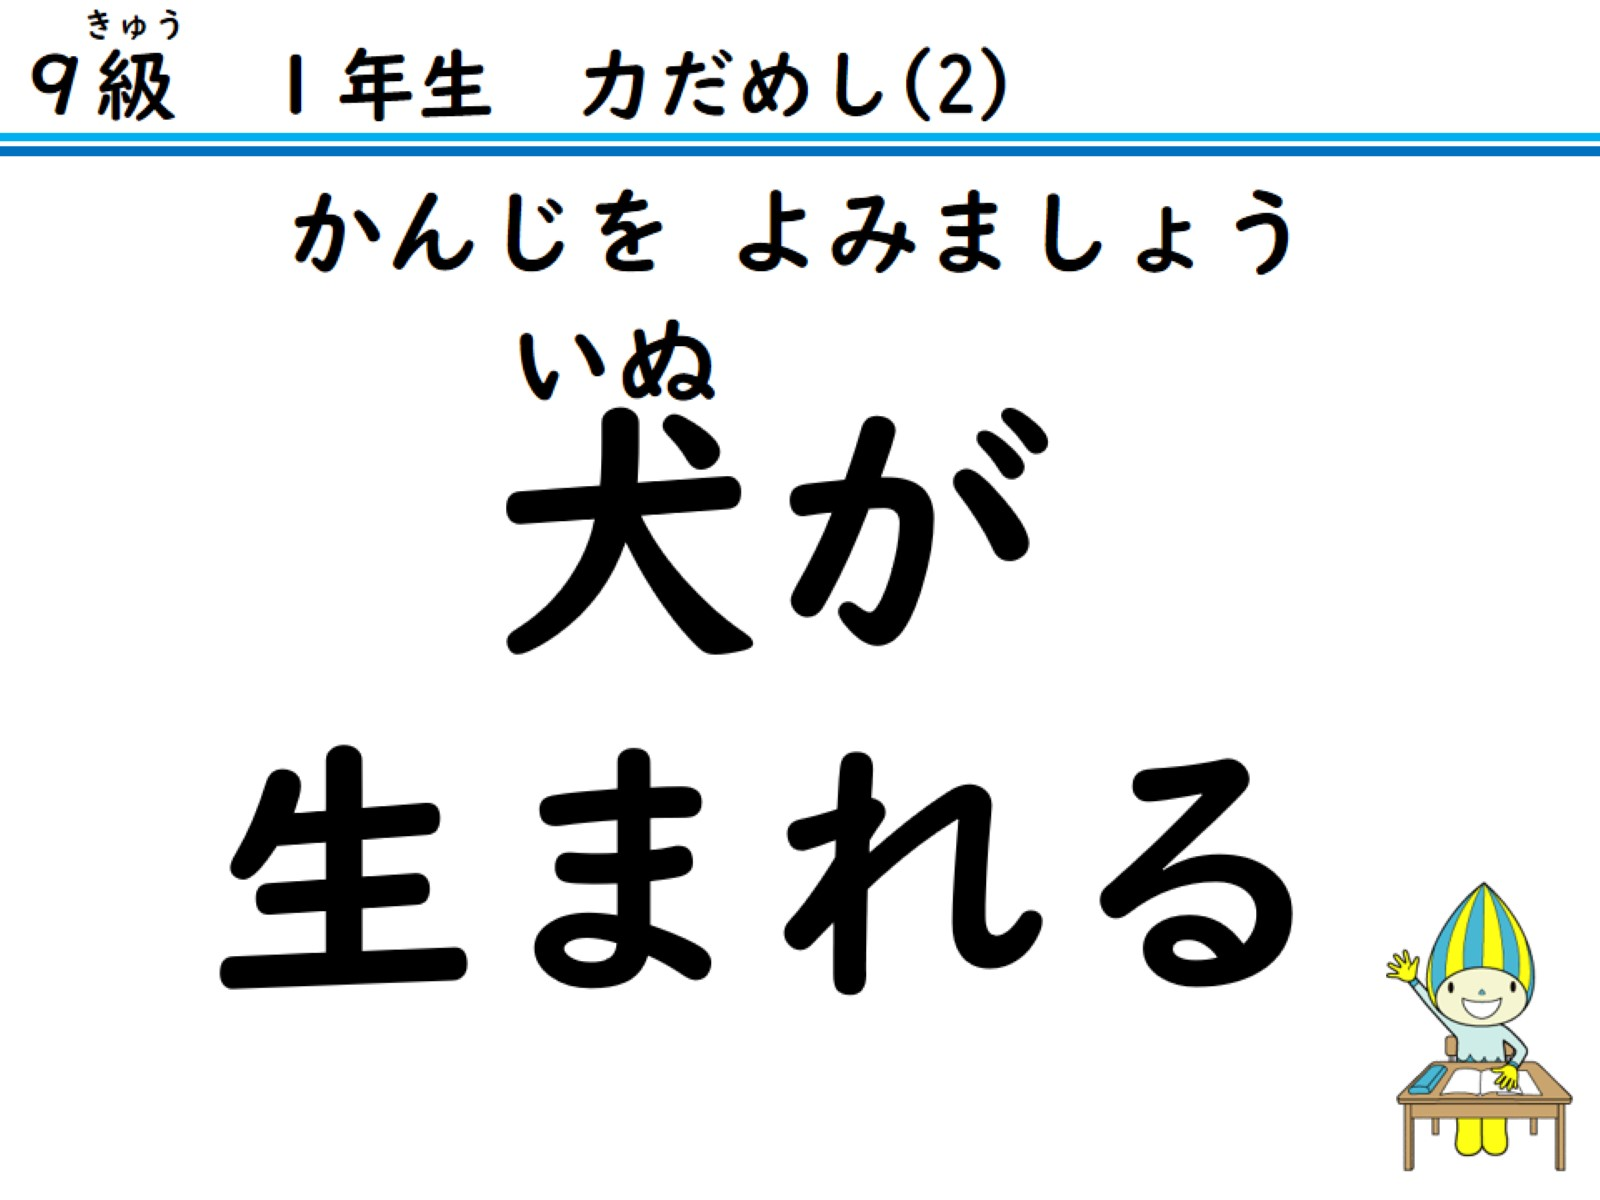 きゅう
9級 1年生 力だめし(2)
かんじを よみましょう
いぬ
犬が
生まれる